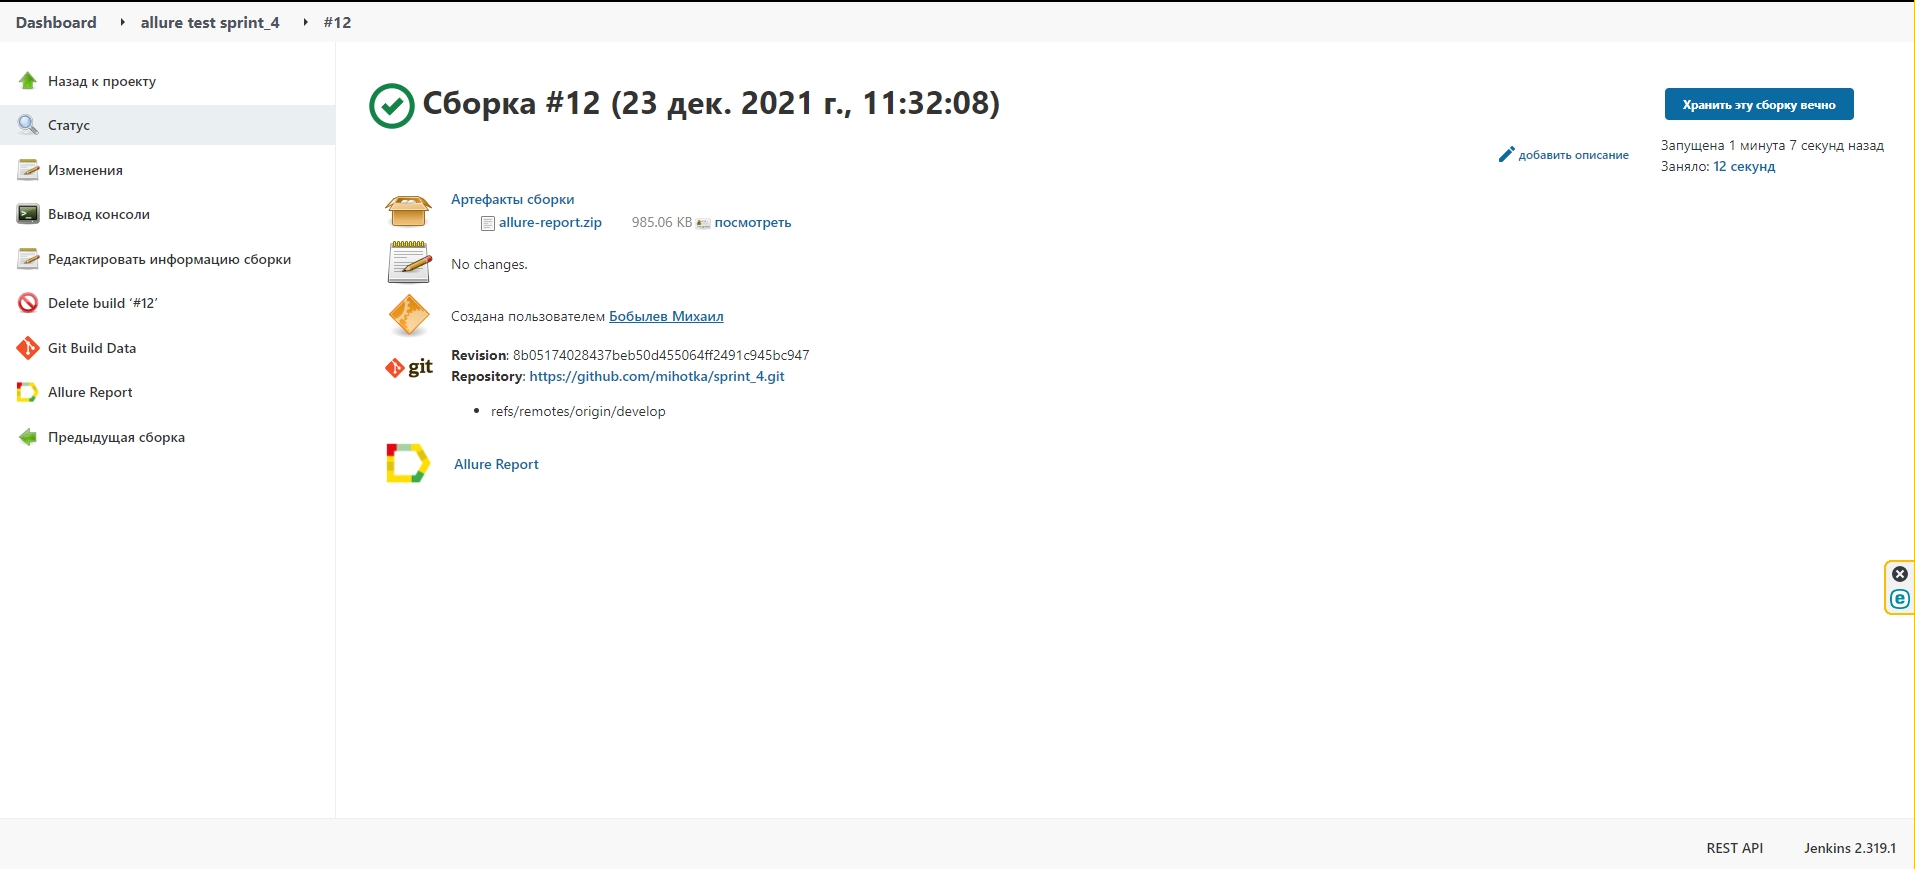 Dashboard allure test sprint_4 #12
Назад к проекту
Статус
Изменения
Вывод консоли
Редактировать информацию сборки
Delete build ‘#12’
Git Build Data
Allure Report
Предыдущая сборка
Сборка #12 (23 дек. 2021 г., 11:32:08)
Хранить эту сборку вечно
добавить описание
Запущена 1 минута 7 секунд назад
Заняло: 12 секунд
Артефакты сборки
allure-report.zip 985.06 KB посмотреть
No changes.
Создана пользователем Бобылев Михаил
git
Revision: 8b05174028437beb50d455064ff2491c945bc947
Repository: https://github.com/mihotka/sprint_4.git
refs/remotes/origin/develop
Allure Report
e
REST API Jenkins 2.319.1